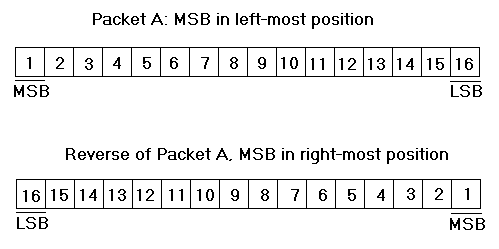 Packet A: MSB in left-most position
1 2 3 4 5 6 7 8 9 10 11 12 13 14 15 16
MSB LSB
Reverse of Packet A, MSB in right-most position
16 15 14 13 12 11 10 9 8 7 6 5 4 3 2 1
LSB MSB